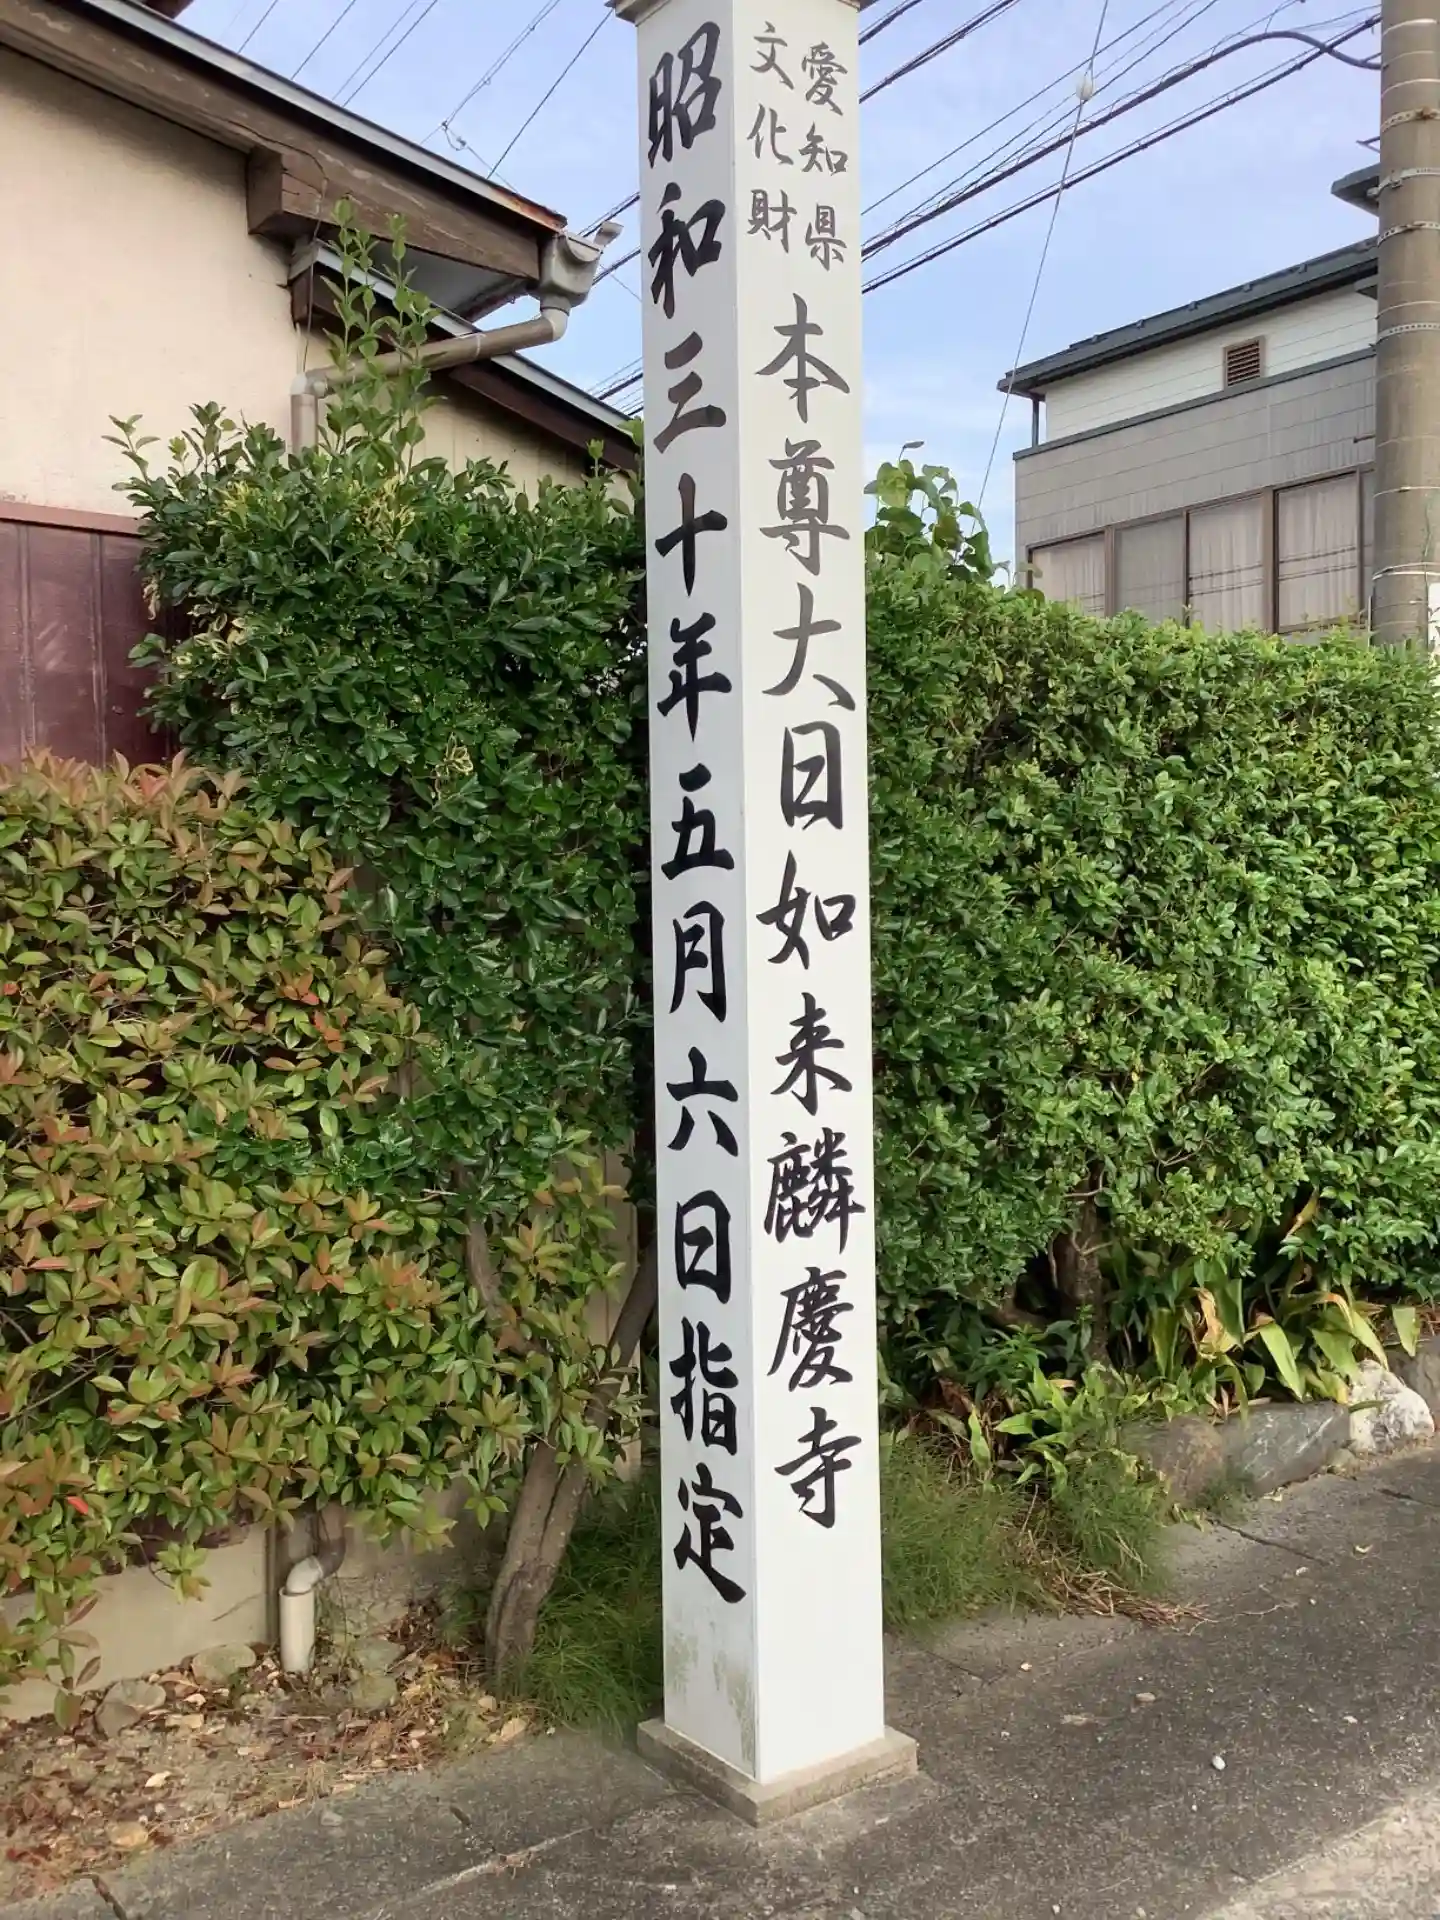 愛知県
文化財
本尊大日如来麟慶寺
昭和三十年五月六日指定